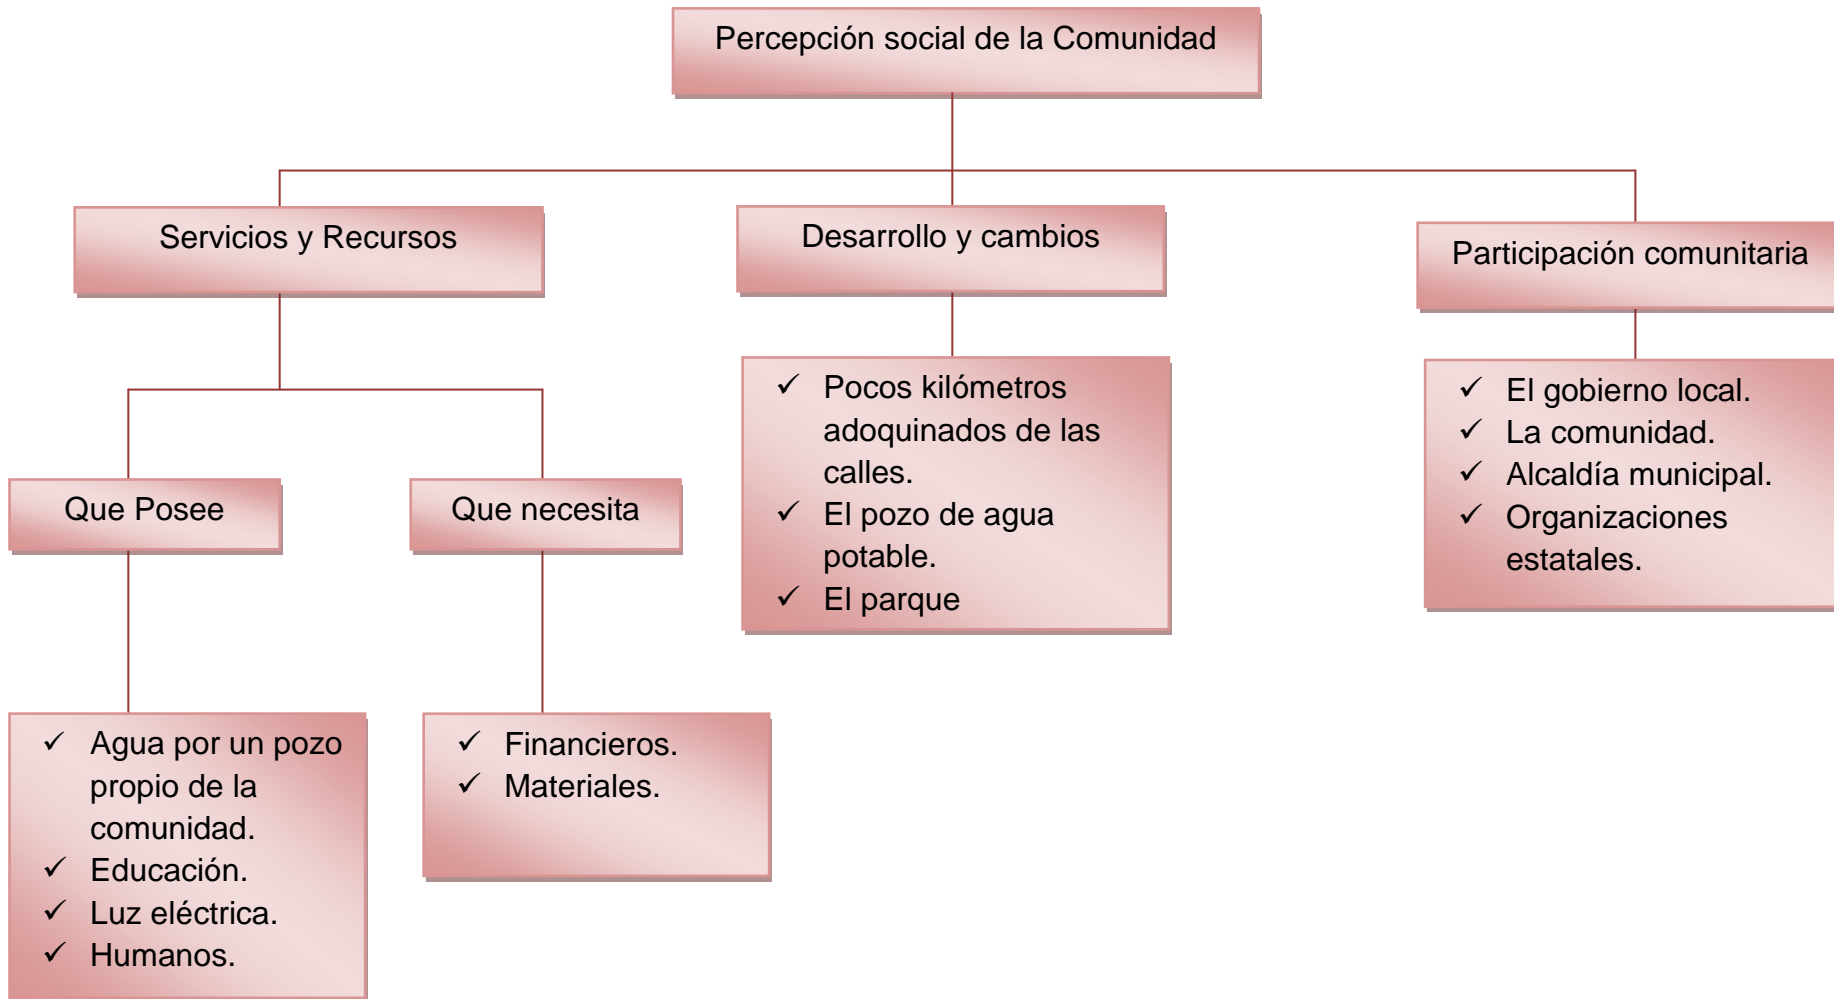 Percepción social de la Comunidad
Servicios y Recursos
Desarrollo y cambios
Participación comunitaria
Que Posee
Que necesita
✓ Agua por un pozo
propio de la
comunidad.
✓ Educación.
✓ Luz eléctrica.
✓ Humanos.
✓ Financieros.
✓ Materiales.
✓ Pocos kilómetros
adoquinados de las
calles.
✓ El pozo de agua
potable.
✓ El parque
✓ El gobierno local.
✓ La comunidad.
✓ Alcaldía municipal.
✓ Organizaciones
estatales.